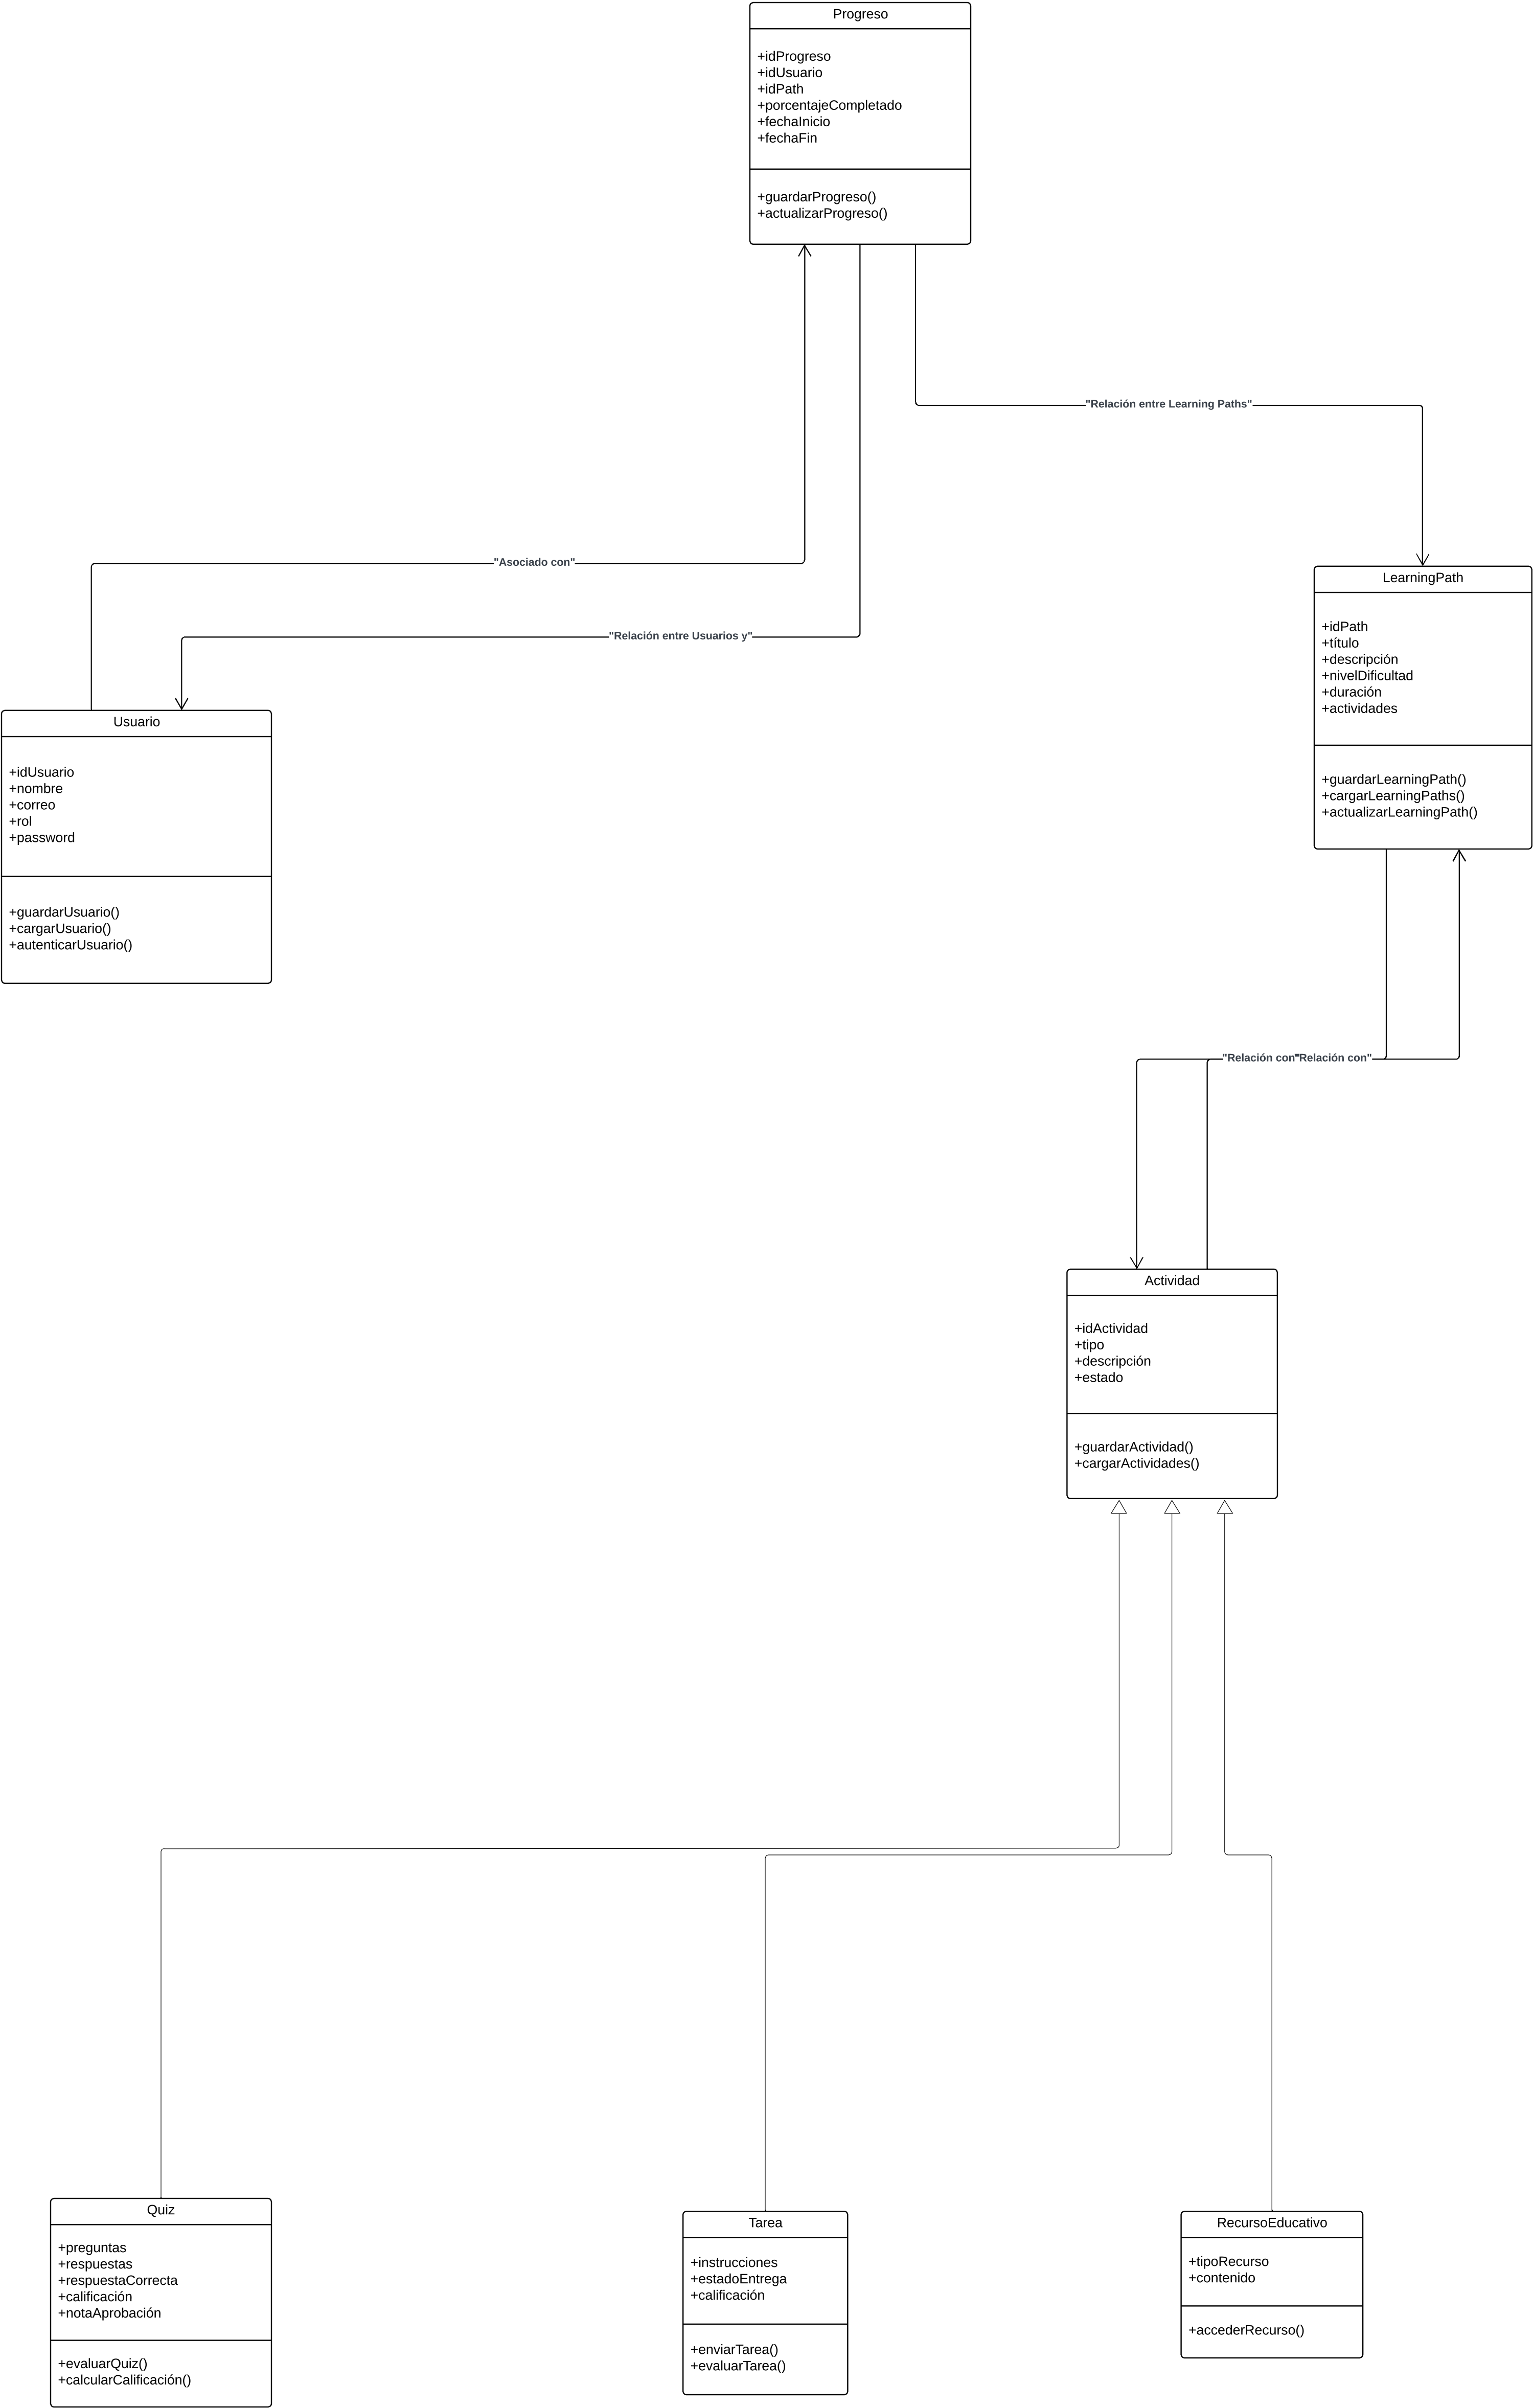 Progreso
+idProgreso
+idUsuario
+idPath
+porcentajeCompletado
+fechaInicio
+fechaFin
+guardarProgreso()
+actualizarProgreso()
"Relación entre Learning Paths"
"Asociado con"
"Relación entre Usuarios y"
LearningPath
+idPath
+título
+descripción
+nivelDificultad
+duración
+actividades
+guardarLearningPath()
+cargarLearningPaths()
+actualizarLearningPath()
Usuario
+idUsuario
+nombre
+correo
+rol
+password
+guardarUsuario()
+cargarUsuario()
+autenticarUsuario()
"Relación con"
"Relación con"
Actividad
+idActividad
+tipo
+descripción
+estado
+guardarActividad()
+cargarActividades()
Quiz
+preguntas
+respuestas
+respuestaCorrecta
+calificación
+notaAprobación
+evaluarQuiz()
+calcularCalificación()
Tarea
+instrucciones
+estadoEntrega
+calificación
+enviarTarea()
+evaluarTarea()
RecursoEducativo
+tipoRecurso
+contenido
+accederRecurso()